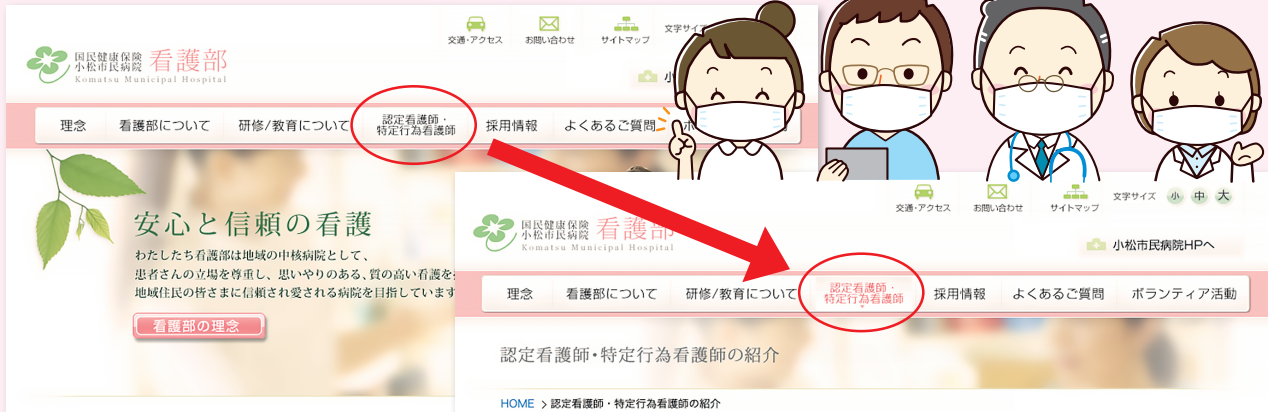 交通・アクセス
お問い合わせ
サイトマップ
文字サイズ
国民健康保険
小松市民病院
看護部
Komatsu Municipal Hospital
小
理念
看護部について
研修/教育について
認定看護師・
特定行為看護師
採用情報
よくあるご質問
安心と信頼の看護
わたしたち看護部は地域の中核病院として、
患者さんの立場を尊重し、思いやりのある、質の高い看護を
地域住民の皆さまに信頼され愛される病院を目指しています
看護部の理念
交通・アクセス
お問い合わせ
サイトマップ
文字サイズ 小 中 大
国民健康保険
小松市民病院
看護部
Komatsu Municipal Hospital
小松市民病院HPへ
理念
看護部について
研修/教育について
認定看護師・
特定行為看護師
採用情報
よくあるご質問
ボランティア活動
認定看護師・特定行為看護師の紹介
HOME > 認定看護師・特定行為看護師の紹介